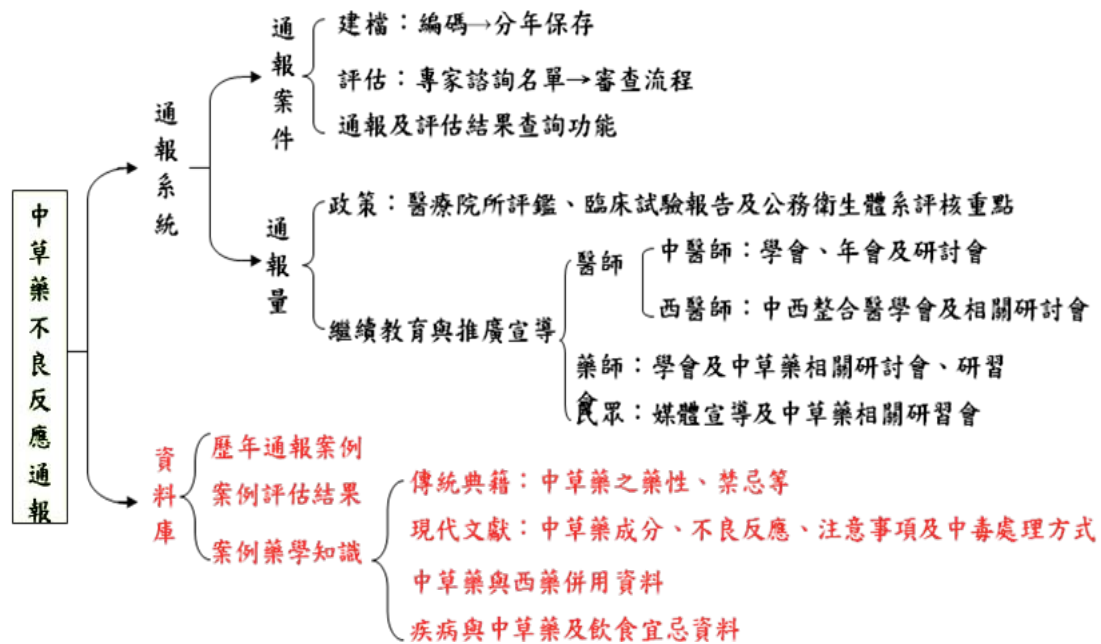 中草藥不良反應通報
通報系統
通報案件
建檔：編碼→分年保存
評估：專家諮詢名單→審查流程
通報及評估結果查詢功能
通報量
政策：醫療院所評鑑、臨床試驗報告及公務衛生體系評核重點
繼續教育與推廣宣導
醫師
中醫師：學會、年會及研討會
西醫師：中西整合醫學會及相關研討會
藥師：學會及中草藥相關研討會、研習
會
民眾：媒體宣導及中草藥相關研習會
資料庫
歷年通報案例
案例評估結果
案例藥學知識
傳統典籍：中草藥之藥性、禁忌等
現代文獻：中草藥成分、不良反應、注意事項及中毒處理方式
中草藥與西藥併用資料
疾病與中草藥及飲食宜忌資料